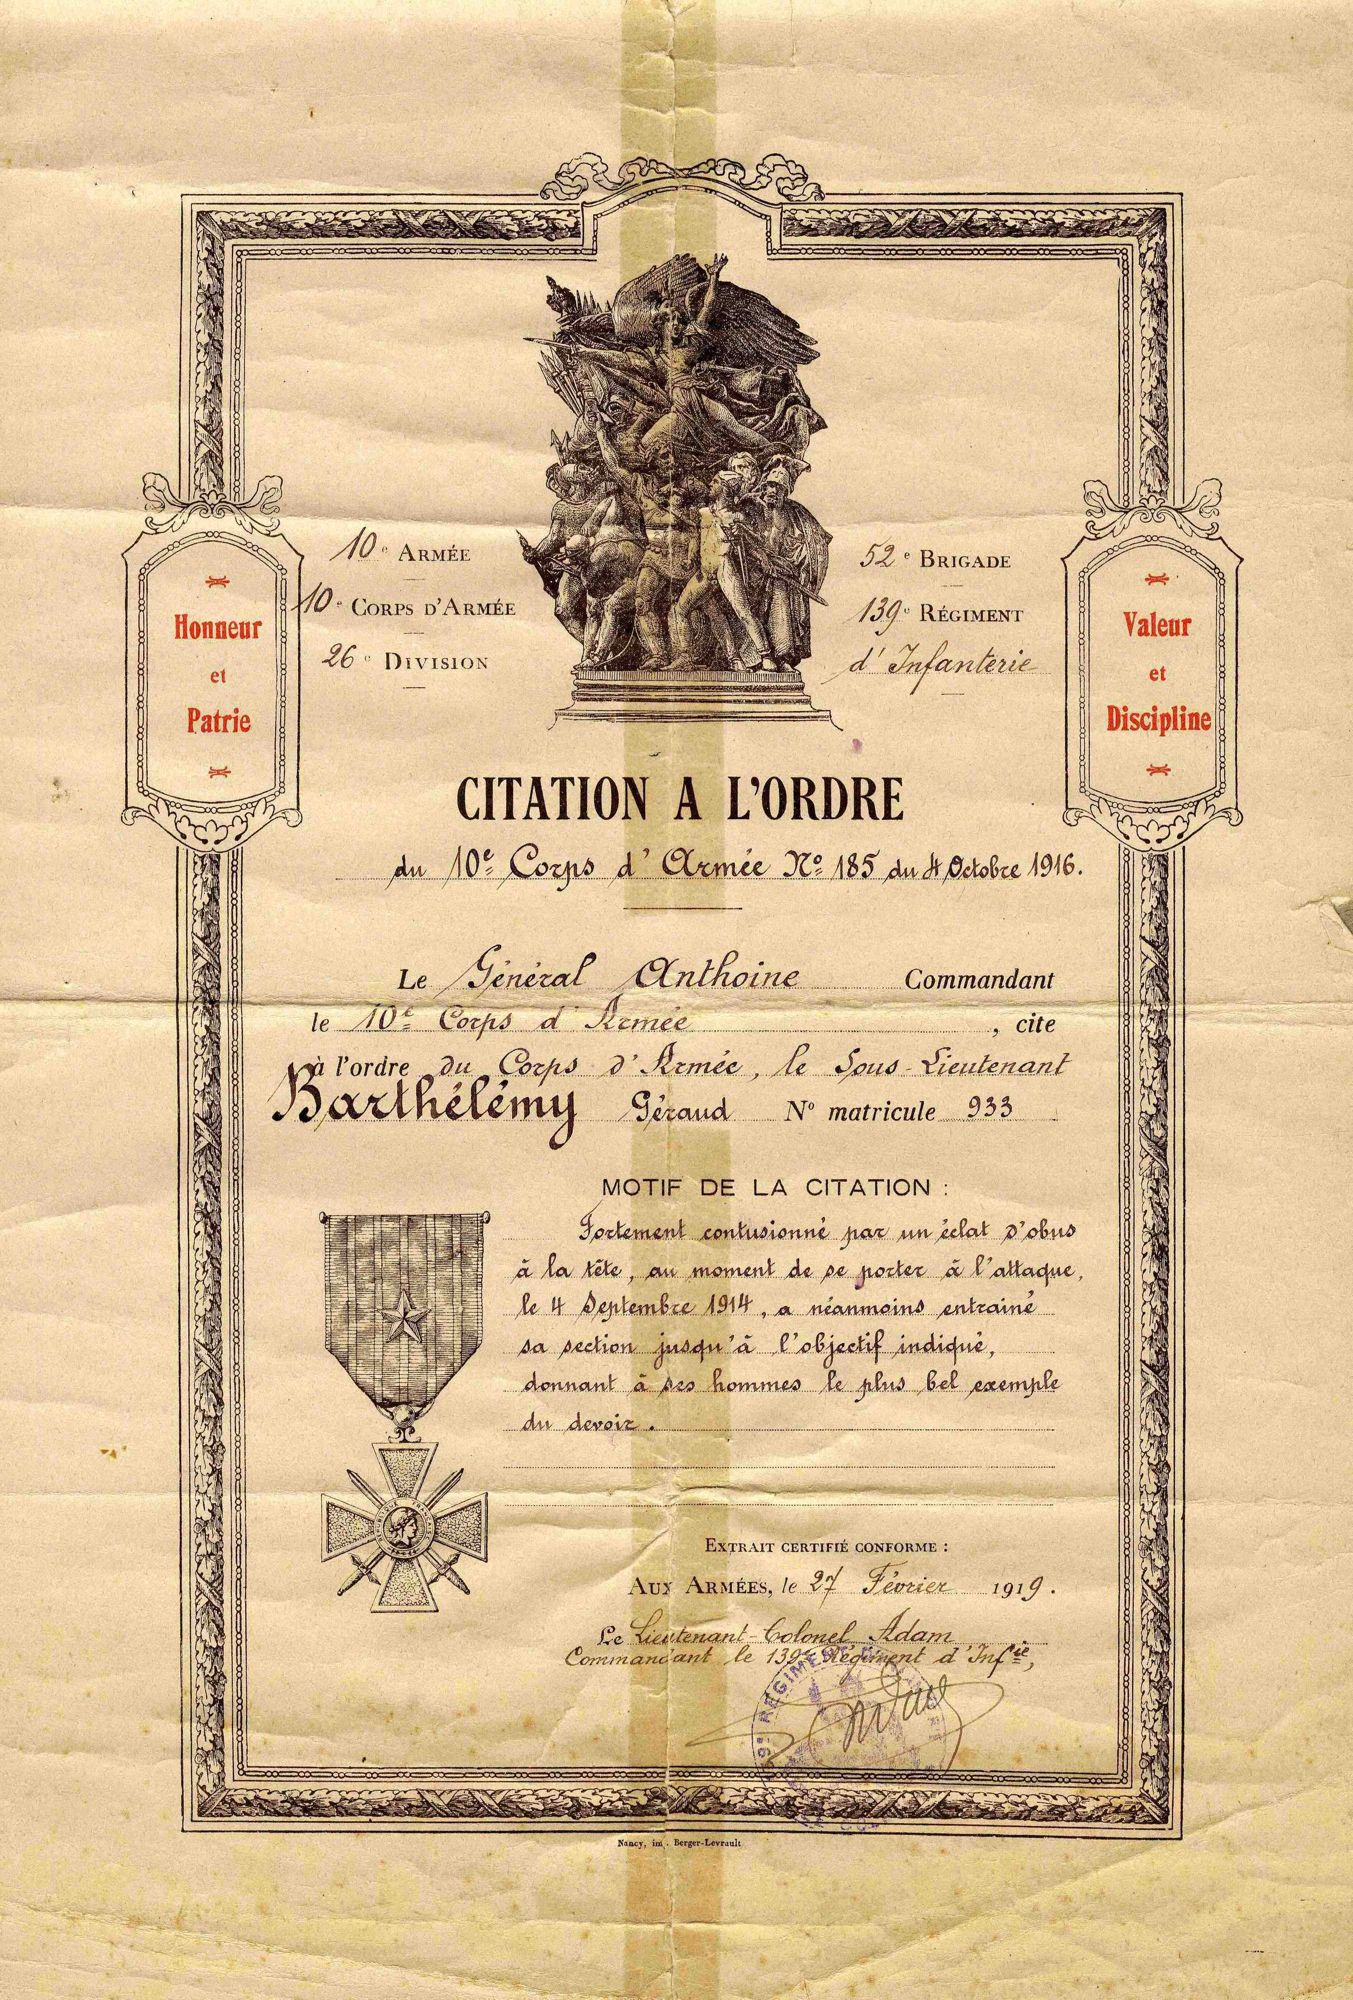 10e ARMÉE
10e CORPS D'ARMÉE
26e DIVISION
52e BRIGADE
139e RÉGIMENT
d'Infanterie
Honneur
et
Patrie
Valeur
et
Discipline
CITATION A L'ORDRE
du 10e Corps d'Armée No 185 du 4 Octobre 1916.
Le Général Anthoine Commandant
le 10e Corps d'Armée, cite
à l'ordre du Corps d'Armée, le Sous-Lieutenant
Barthélémy Géraud No matricule 933
MOTIF DE LA CITATION :
Fortement contusionné par un éclat d'obus
à la tête, au moment de se porter à l'attaque,
le 4 Septembre 1914, a néanmoins entrainé
sa section jusqu'à l'objectif indiqué,
donnant à ses hommes le plus bel exemple
du devoir.
EXTRAIT CERTIFIÉ CONFORME :
AUX ARMÉES, le 27 Février 1919.
Le Lieutenant-Colonel Adam
Commandant le 139e Régiment d'Infie,
9e RÉGIMENT
Nancy, im. Berger-Levrault